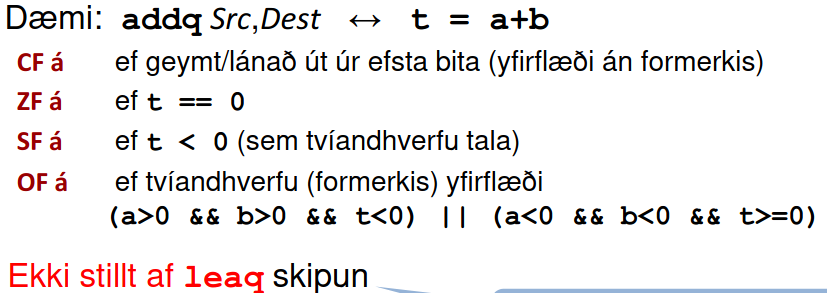 Dæmi: addq Src,Dest ↔ t = a+b
CF á ef geymt/lánað út úr efsta bita (yfirflæði án formerkis)
ZF á ef t == 0
SF á ef t < 0 (sem tvíandhverfu tala)
OF á ef tvíandhverfu (formerkis) yfirflæði
(a>0 && b>0 && t<0) || (a<0 && b<0 && t>=0)
Ekki stillt af leaq skipun